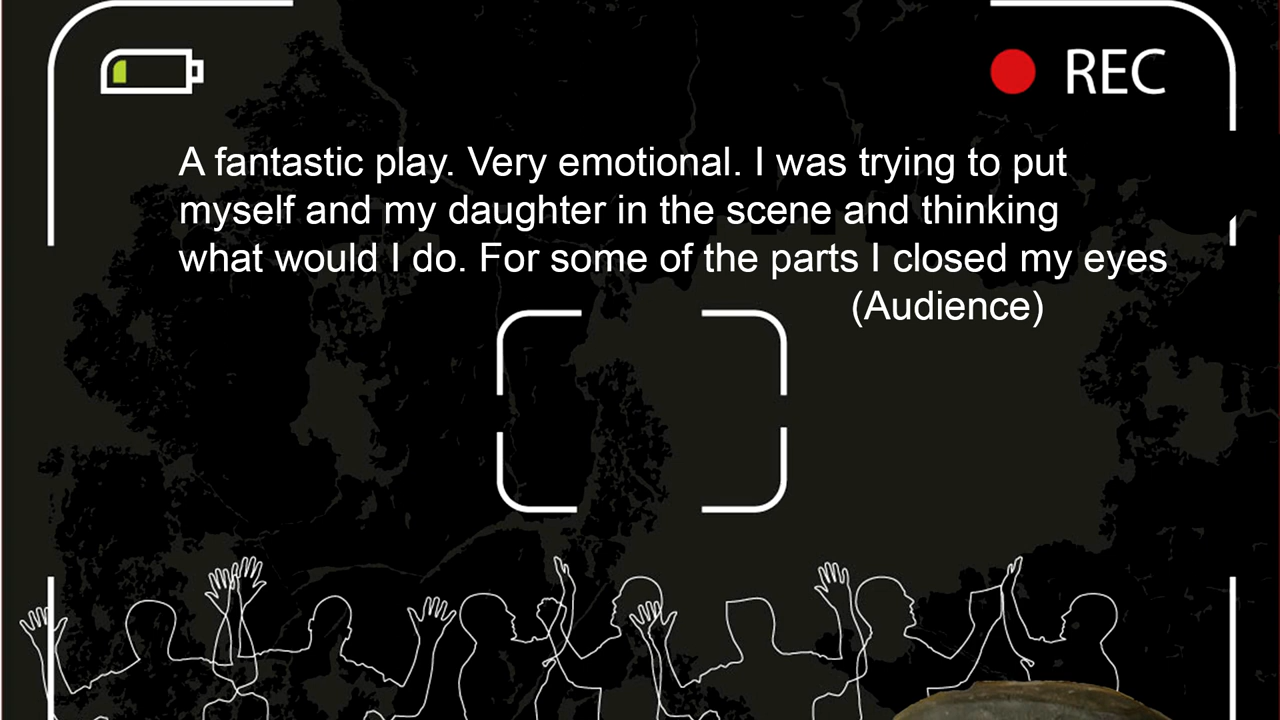 REC
A fantastic play. Very emotional. I was trying to put
myself and my daughter in the scene and thinking
what would I do. For some of the parts I closed my eyes
(Audience)